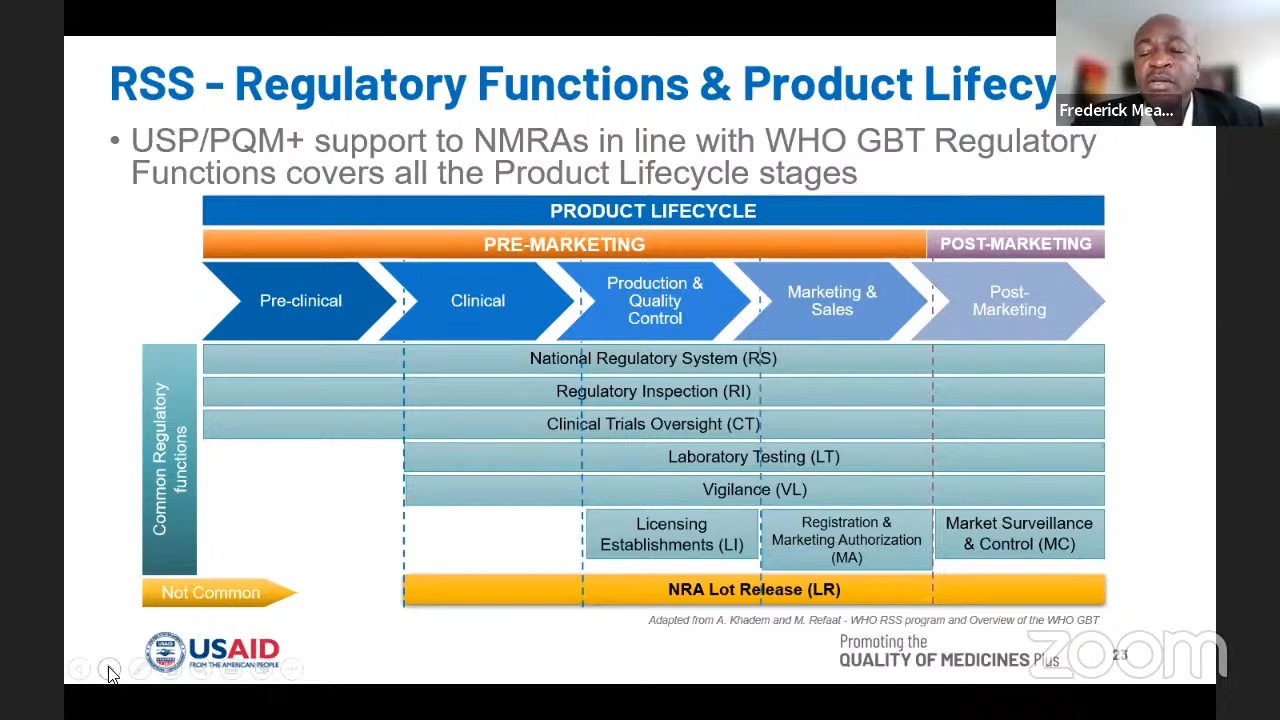 RSS - Regulatory Functions & Product Lifecy
Frederick Mea...
• USP/PQM+ support to NMRAs in line with WHO GBT Regulatory
Functions covers all the Product Lifecycle stages
PRODUCT LIFECYCLE
PRE-MARKETING
POST-MARKETING
Pre-clinical
Clinical
Production &
Quality
Control
Marketing &
Sales
Post-
Marketing
Common Regulatory
functions
National Regulatory System (RS)
Regulatory Inspection (RI)
Clinical Trials Oversight (CT)
Laboratory Testing (LT)
Vigilance (VL)
Licensing
Establishments (LI)
Registration &
Marketing Authorization
(MA)
Market Surveillance
& Control (MC)
Not Common
NRA Lot Release (LR)
Adapted from A. Khadem and M. Refaat - WHO RSS program and Overview of the WHO GBT
USAID
FROM THE AMERICAN PEOPLE
Promoting the
QUALITY OF MEDICINES Plus
23
zoom